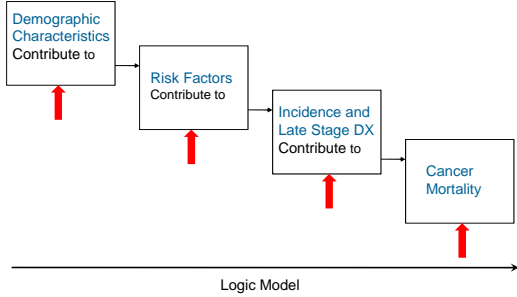 Demographic
Characteristics
Contribute to
Risk Factors
Contribute to
Incidence and
Late Stage DX
Contribute to
Cancer
Mortality
Logic Model